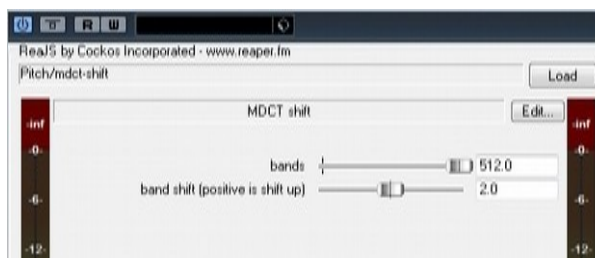 R W
ReaJS by Cockos Incorporated - www.reaper.fm
Pitch/mdct-shift Load
MDCT shift Edit...
-inf -inf
-0- -0-
bands 512.0
band shift (positive is shift up) 2.0
-6- -6-
-12- -12-